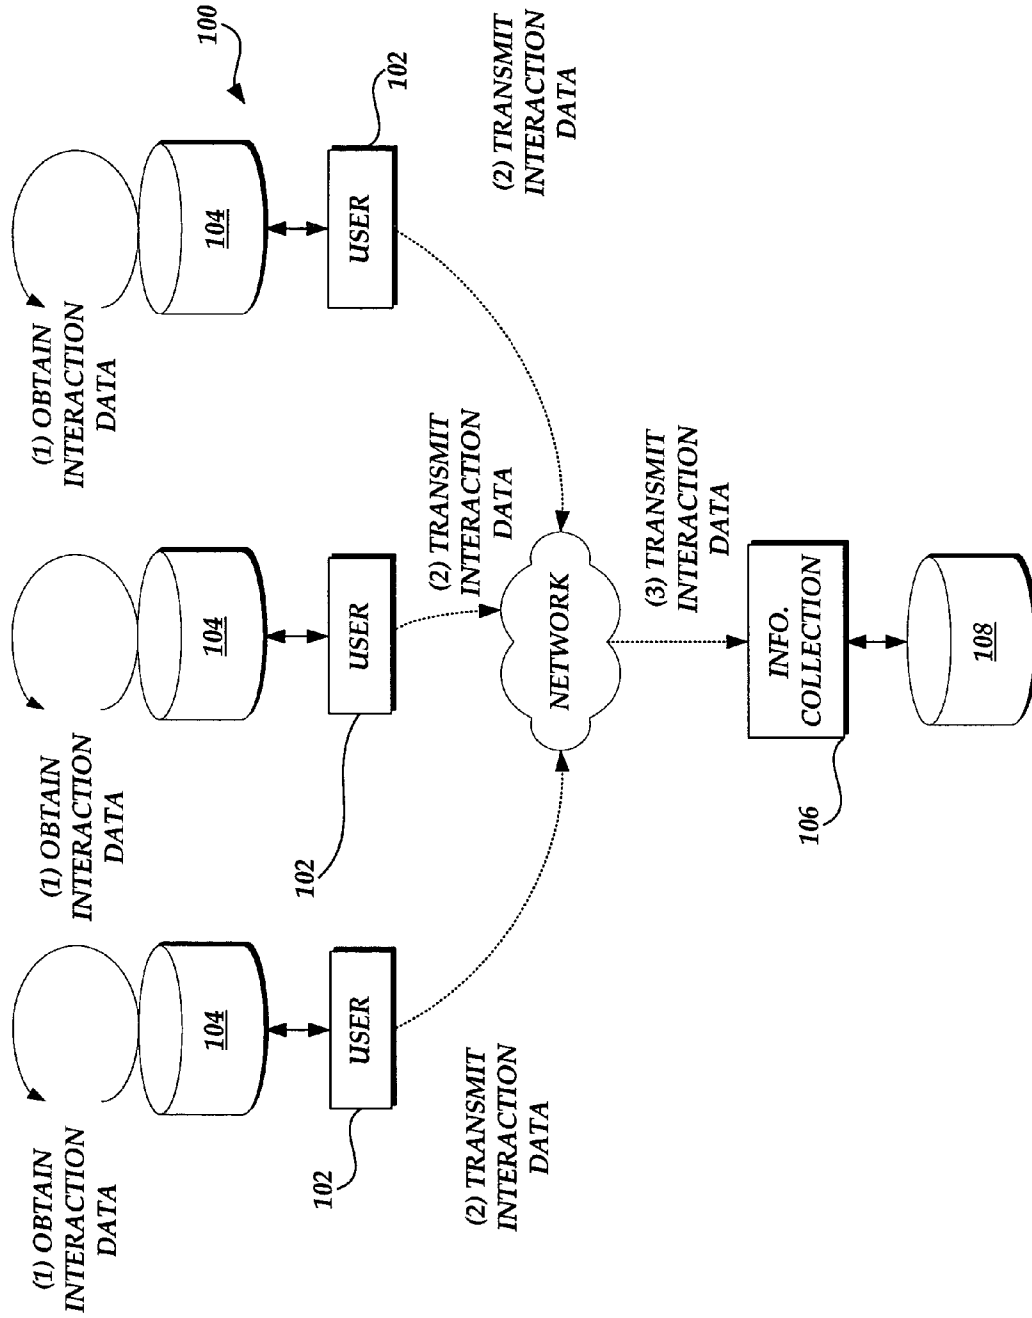 100
(1) OBTAIN
INTERACTION
DATA
(1) OBTAIN
INTERACTION
DATA
(1) OBTAIN
INTERACTION
DATA
104
104
104
USER
USER
USER
102
102
102
(2) TRANSMIT
INTERACTION
DATA
(2) TRANSMIT
INTERACTION
DATA
(2) TRANSMIT
INTERACTION
DATA
NETWORK
(3) TRANSMIT
INTERACTION
DATA
INFO.
COLLECTION
106
108